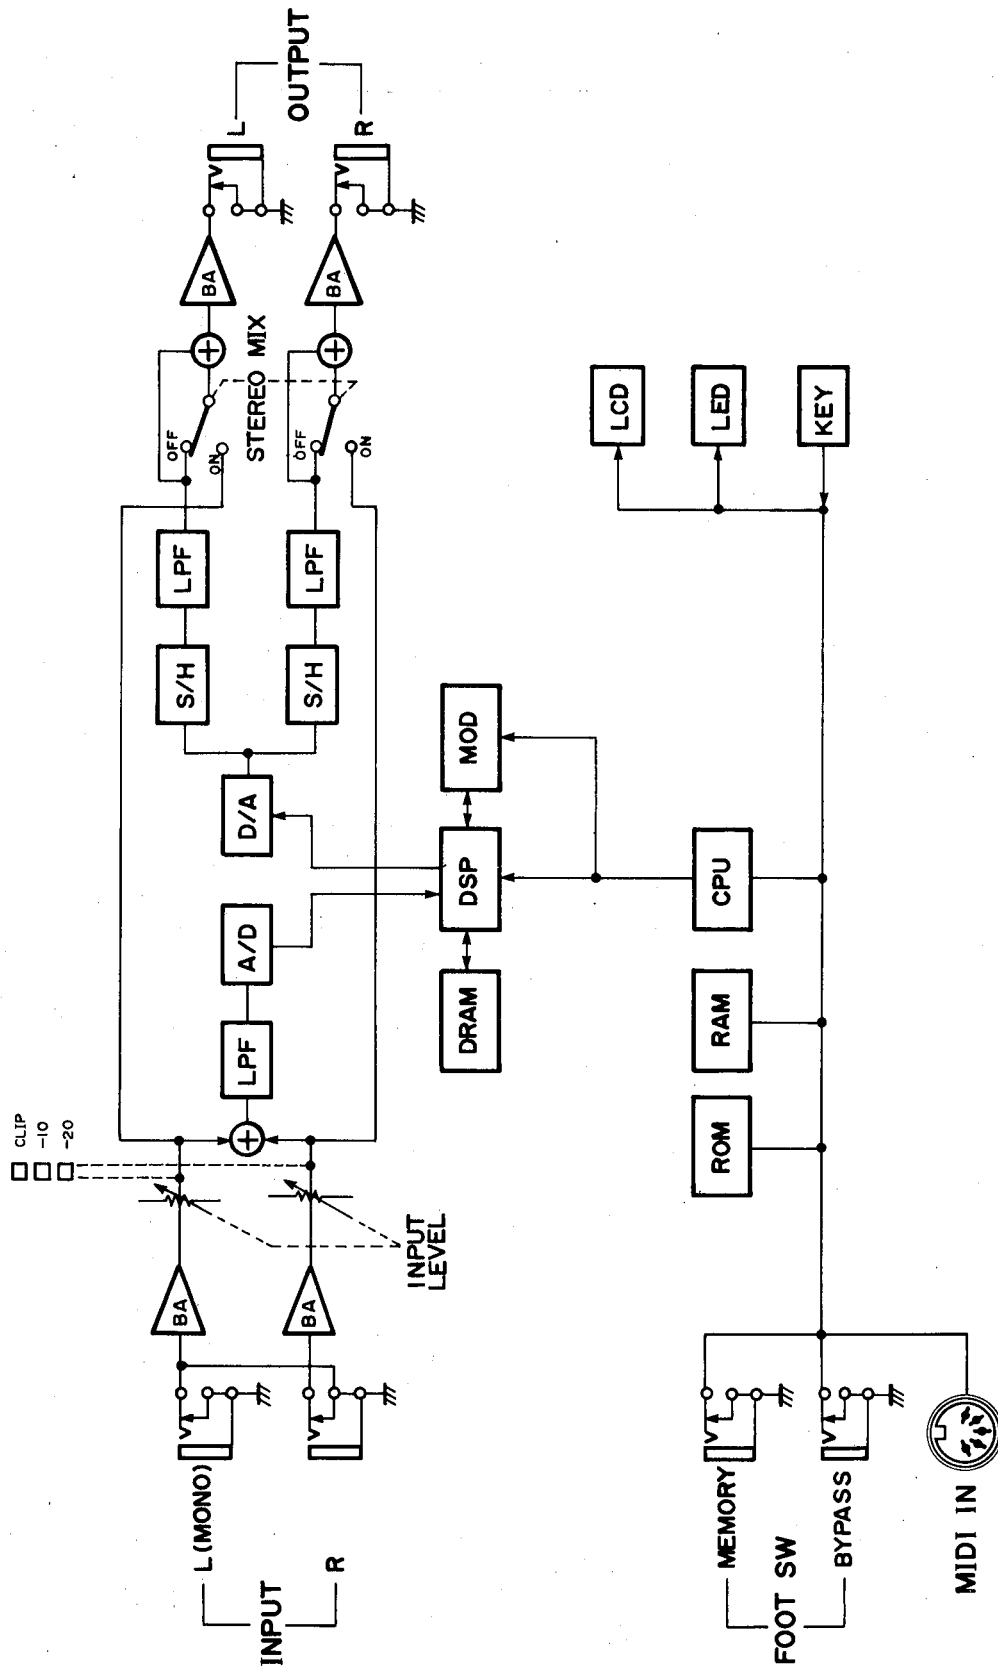 INPUT
L (MONO)
R
BA
BA
INPUT
LEVEL
CLIP
-10
-20
LPF
A/D
D/A
S/H
S/H
LPF
LPF
OFF
ON
OFF
ON
STEREO MIX
BA
BA
L
R
OUTPUT
DRAM
DSP
MOD
ROM
RAM
CPU
LCD
LED
KEY
FOOT SW
MEMORY
BYPASS
MIDI IN